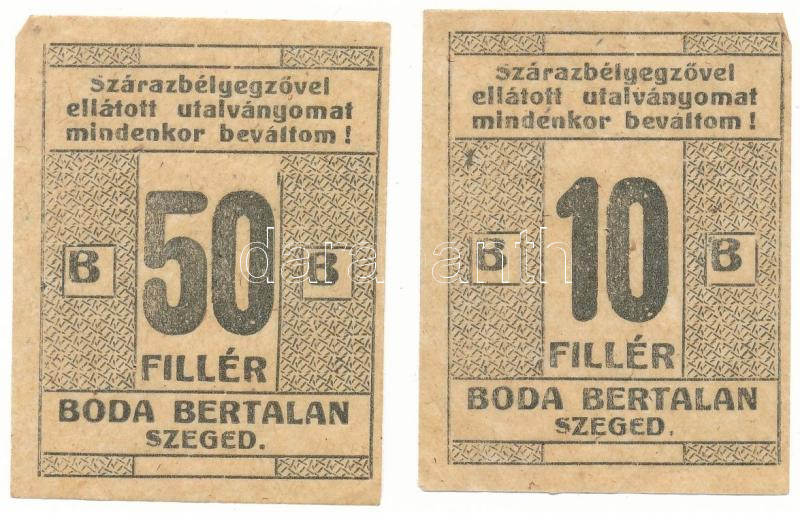 Szárazbélyegzővel
ellátott utalványomat
mindenkor beváltom!
50
B B
FILLÉR
BODA BERTALAN
SZEGED.
Szárazbélyegzővel
ellátott utalványomat
mindenkor beváltom!
10
B B
FILLÉR
BODA BERTALAN
SZEGED.